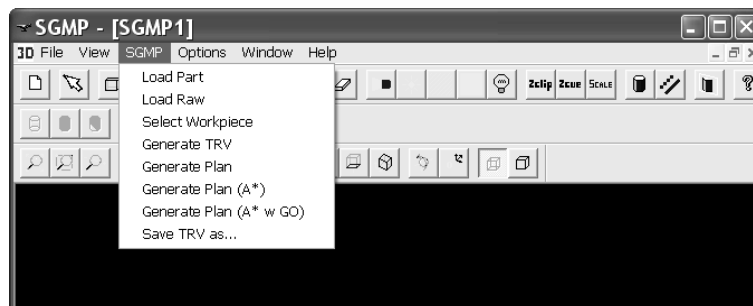 SGMP - [SGMP1]
3D File View SGMP Options Window Help
Zclip Zcue SCALE
Load Part
Load Raw
Select Workpiece
Generate TRV
Generate Plan
Generate Plan (A*)
Generate Plan (A* w GO)
Save TRV as...